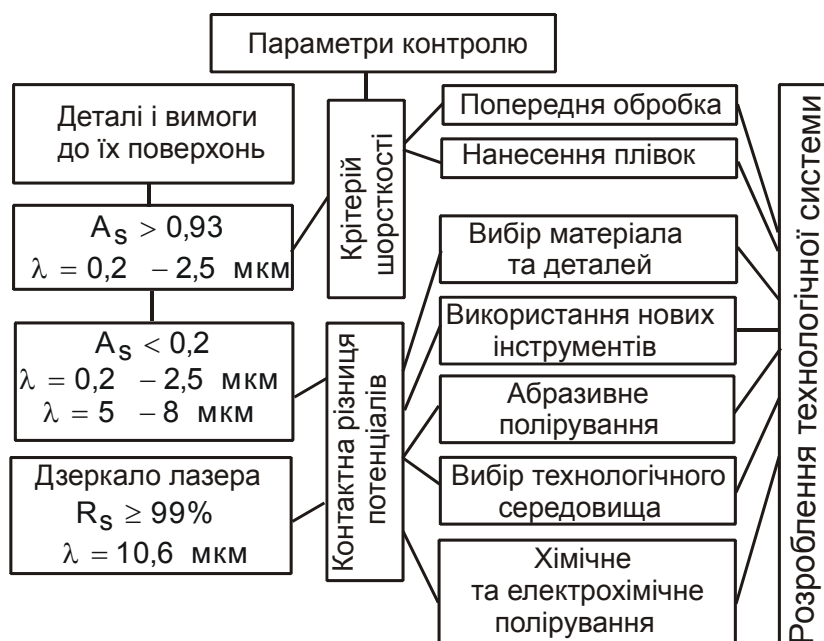 Параметри контролю
Деталі і вимоги
до їх поверхонь
A_s > 0,93
λ = 0,2 – 2,5 мкм
A_s < 0,2
λ = 0,2 – 2,5 мкм
λ = 5 – 8 мкм
Дзеркало лазера
R_s ≥ 99%
λ = 10,6 мкм
Крітерій
шорсткості
Контактна різниця
потенціалів
Попередня обробка
Нанесення плівок
Вибір матеріала
та деталей
Використання нових
інструментів
Абразивне
полірування
Вибір технологічного
середовища
Хімічне
та електрохімічне
полірування
Розроблення технологічної системи